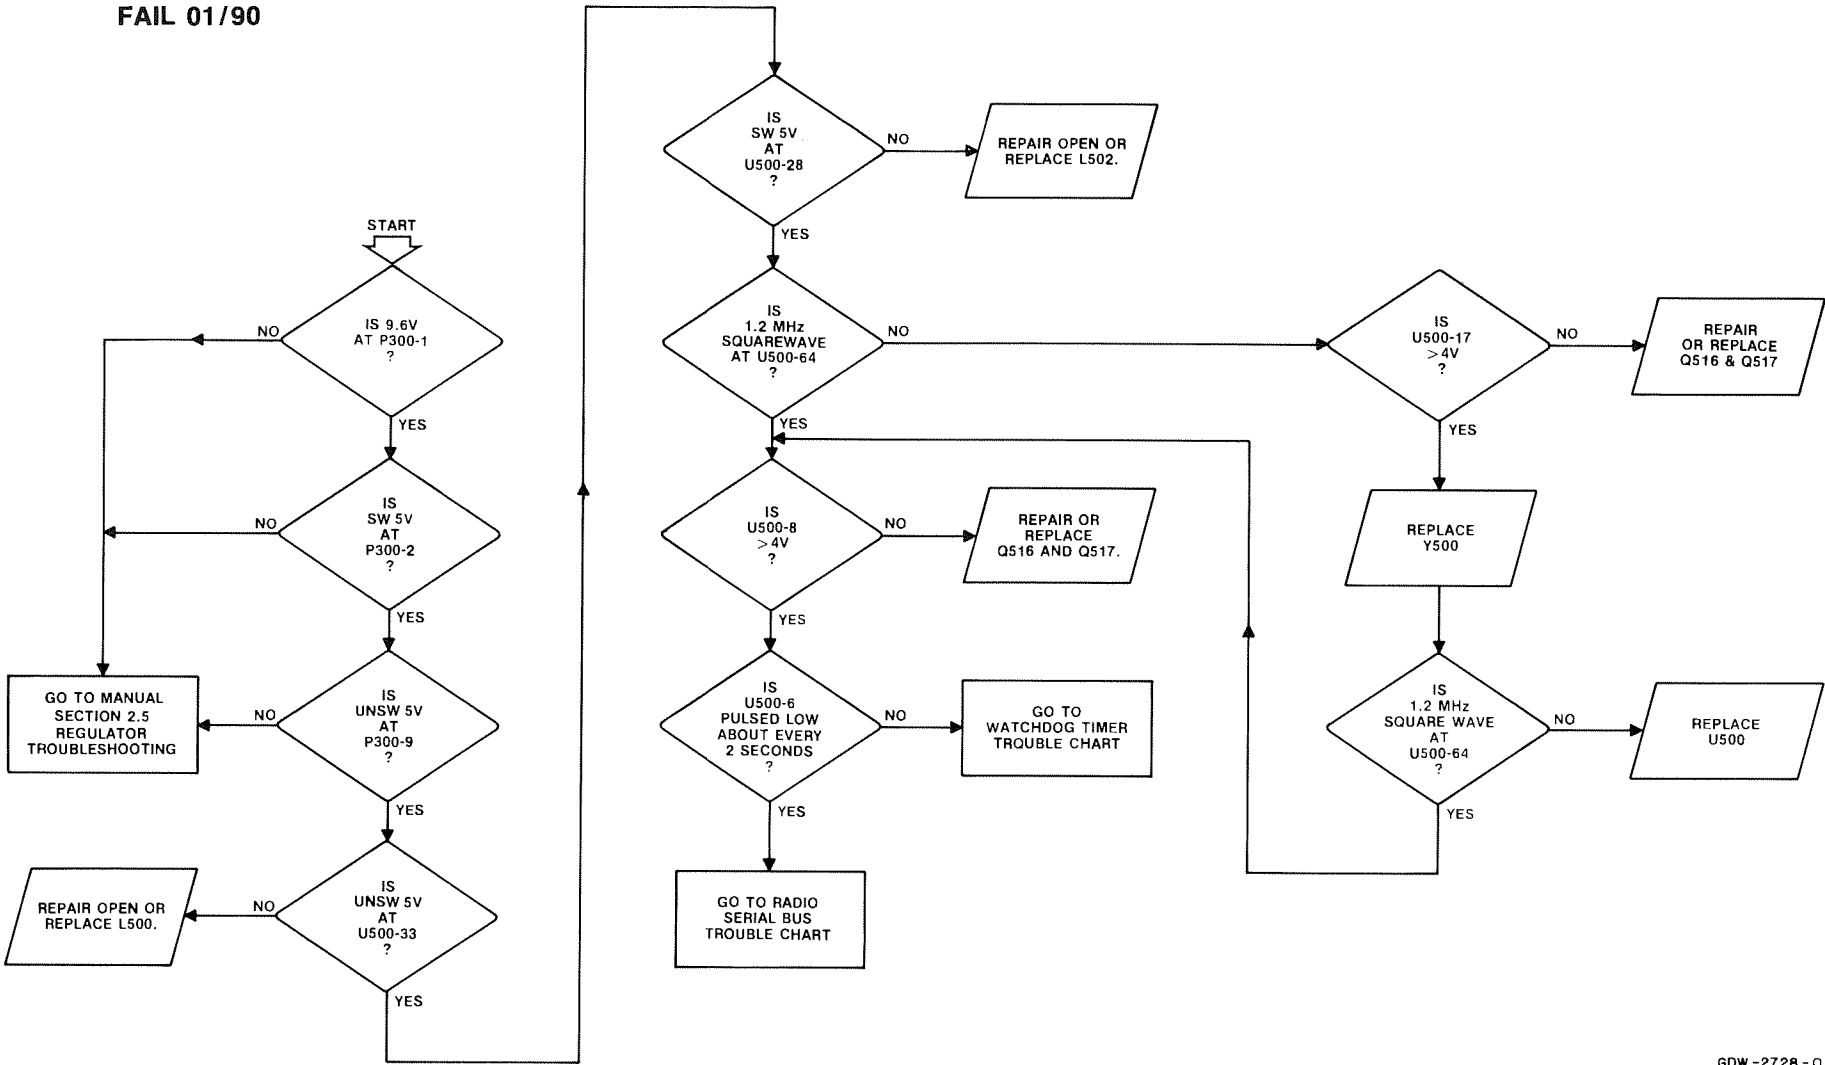 FAIL 01/90
START
IS 9.6V
AT P300-1
?
NO
YES
IS
SW 5V
AT
P300-2
?
NO
YES
IS
UNSW 5V
AT
P300-9
?
NO
YES
GO TO MANUAL
SECTION 2.5
REGULATOR
TROUBLESHOOTING
IS
UNSW 5V
AT
U500-33
?
NO
YES
REPAIR OPEN OR
REPLACE L500.
IS
SW 5V
AT
U500-28
?
NO
YES
REPAIR OPEN OR
REPLACE L502.
IS
1.2 MHz
SQUAREWAVE
AT U500-64
?
NO
YES
IS
U500-8
>4V
?
NO
YES
REPAIR OR
REPLACE
Q516 AND Q517.
IS
U500-6
PULSED LOW
ABOUT EVERY
2 SECONDS
?
NO
YES
GO TO
WATCHDOG TIMER
TRQUBLE CHART
GO TO RADIO
SERIAL BUS
TROUBLE CHART
IS
U500-17
>4V
?
NO
YES
REPAIR
OR REPLACE
Q516 & Q517
REPLACE
Y500
IS
1.2 MHz
SQUARE WAVE
AT
U500-64
?
NO
YES
REPLACE
U500
GDW-2728-O